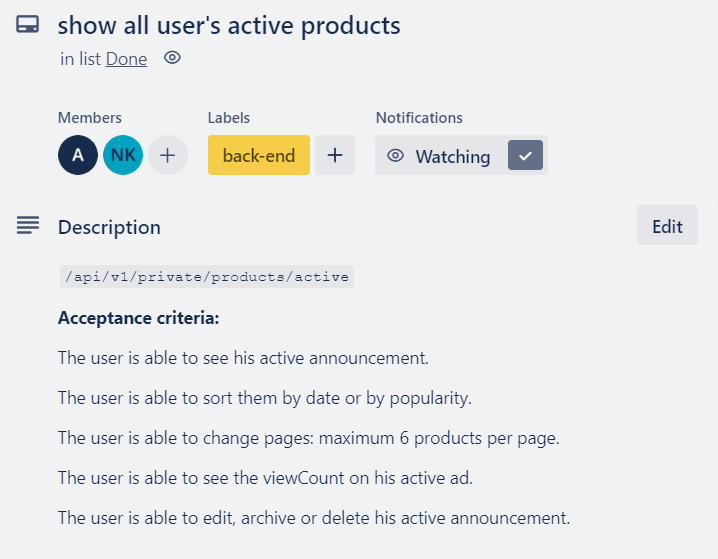 show all user's active products
in list Done
Members
Labels
Notifications
A
NK
+
back-end
+
Watching
Description
Edit
/api/v1/private/products/active
Acceptance criteria:
The user is able to see his active announcement.
The user is able to sort them by date or by popularity.
The user is able to change pages: maximum 6 products per page.
The user is able to see the viewCount on his active ad.
The user is able to edit, archive or delete his active announcement.